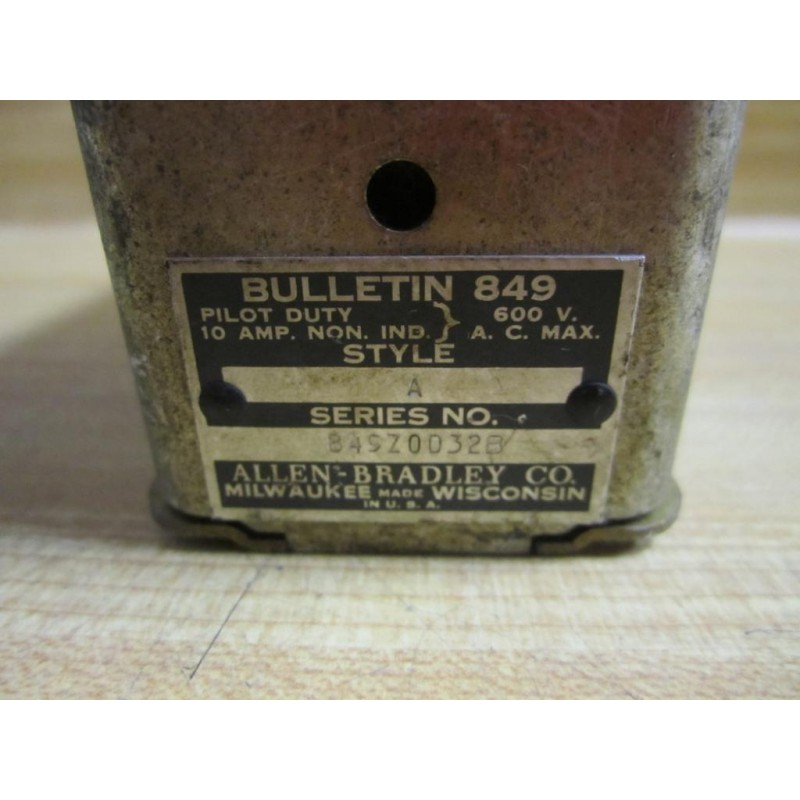 BULLETIN 849
PILOT DUTY } 600 V.
10 AMP. NON. IND. } A. C. MAX.
STYLE
A
SERIES NO.
849Z0D32B
ALLEN-BRADLEY CO.
MILWAUKEE MADE WISCONSIN
IN U. S. A.